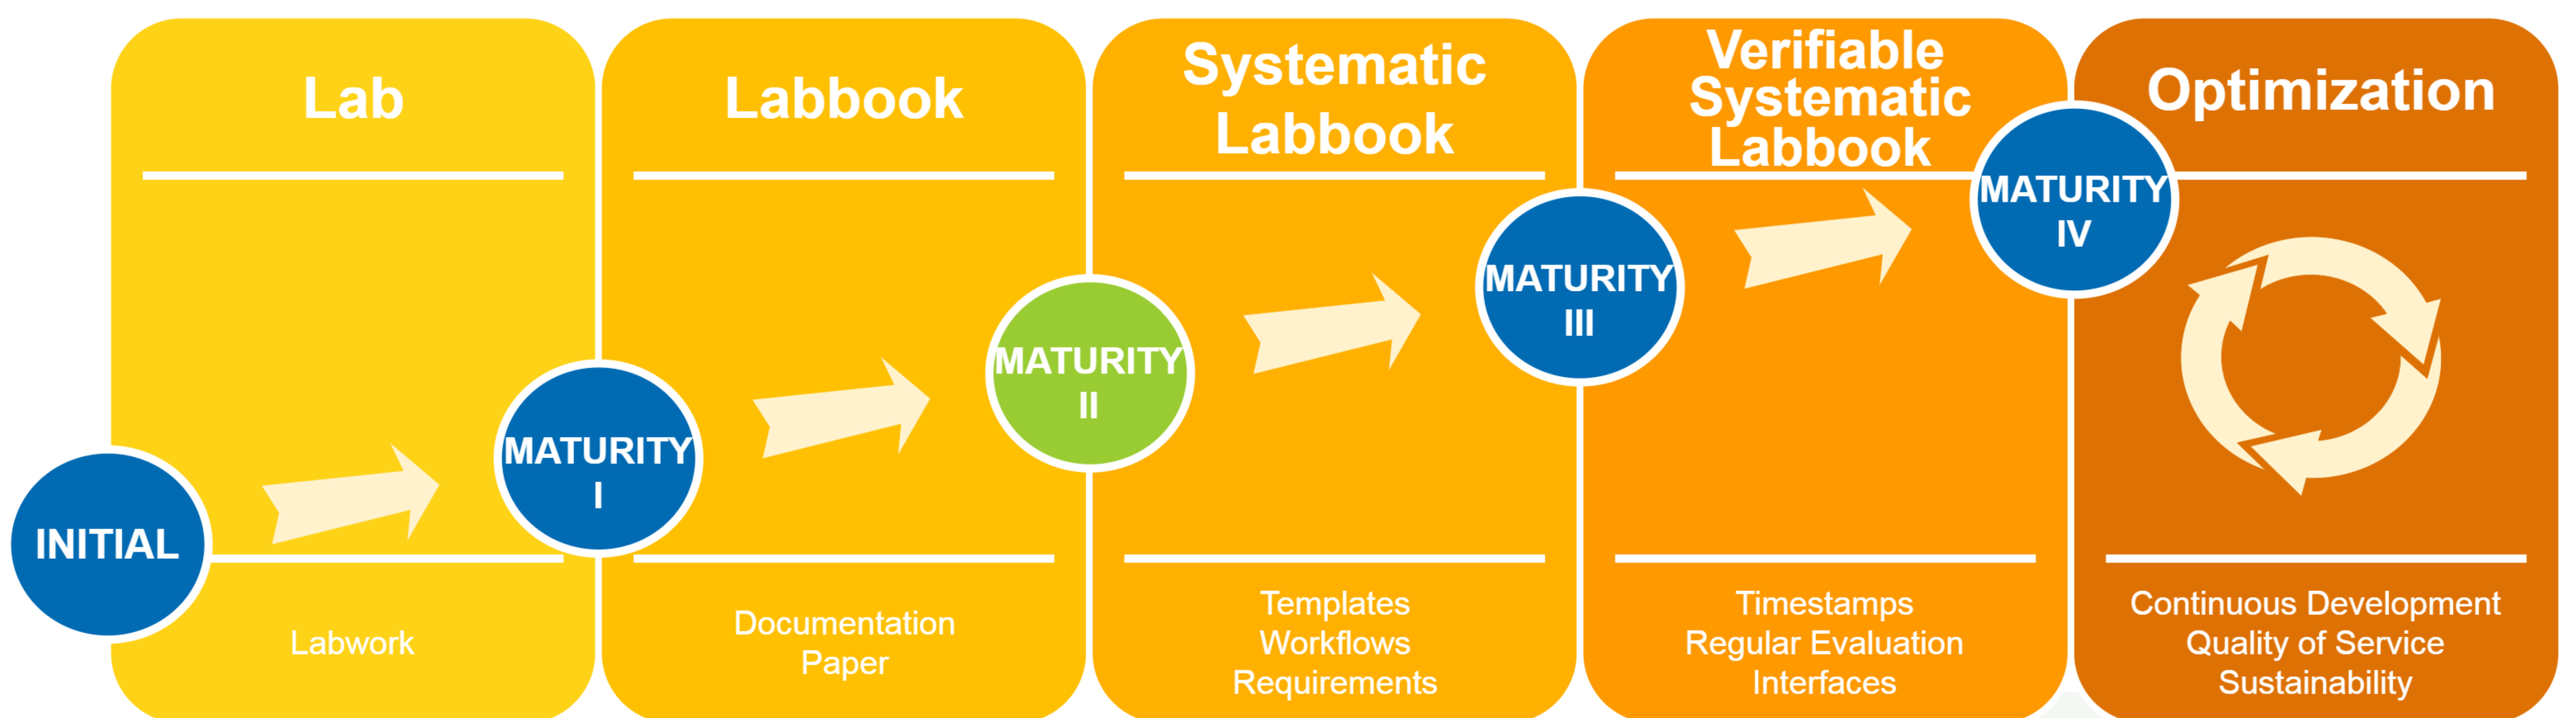 Lab
Labbook
Systematic
Labbook
Verifiable
Systematic
Labbook
Optimization
INITIAL
MATURITY
I
MATURITY
II
MATURITY
III
MATURITY
IV
Labwork
Documentation
Paper
Templates
Workflows
Requirements
Timestamps
Regular Evaluation
Interfaces
Continuous Development
Quality of Service
Sustainability